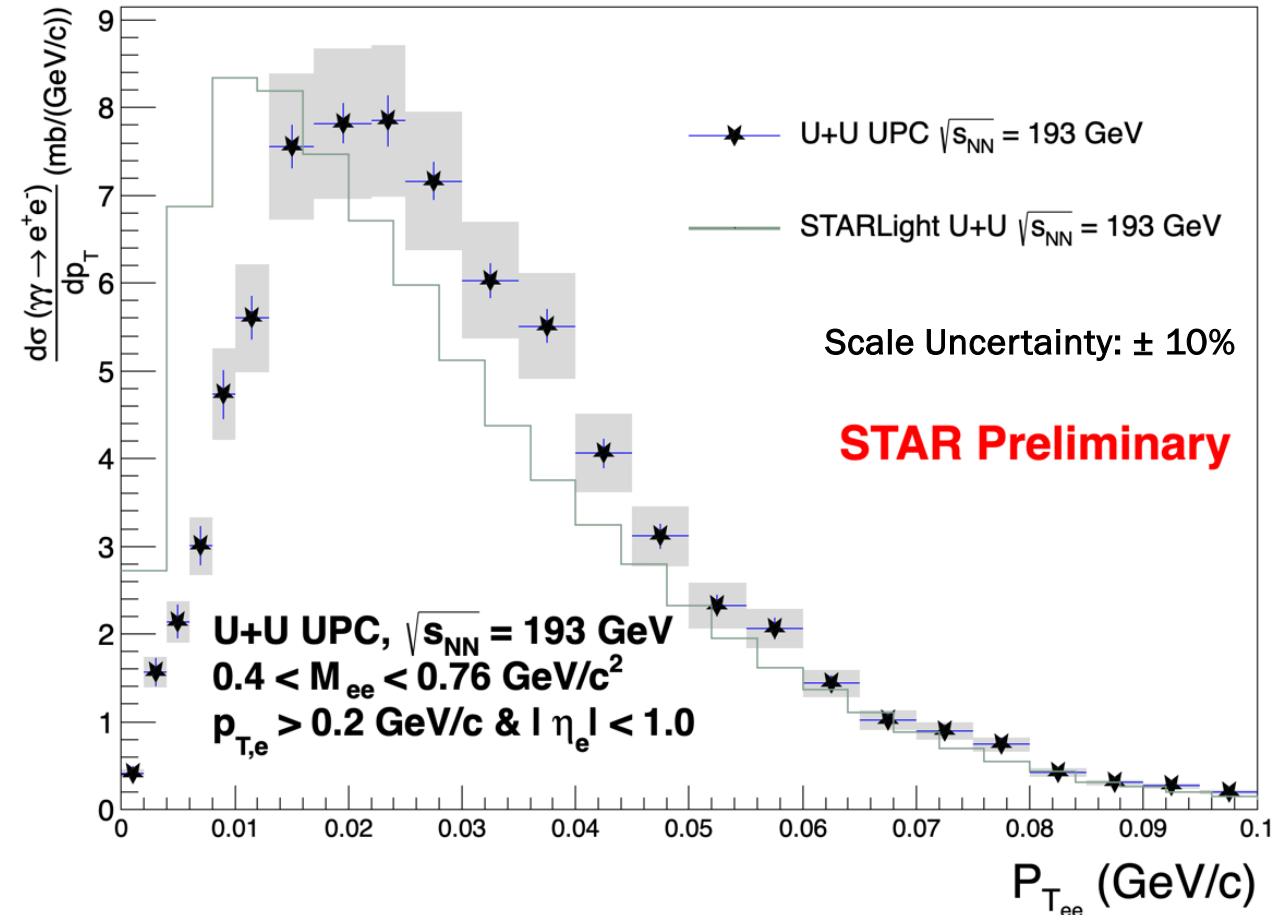 dσ (γγ → e⁺e⁻)
dp_T
(mb/(GeV/c))
9
8
7
6
5
4
3
2
1
0
U+U UPC √s_NN = 193 GeV
STARLight U+U √s_NN = 193 GeV
Scale Uncertainty: ± 10%
STAR Preliminary
U+U UPC, √s_NN = 193 GeV
0.4 < M_ee < 0.76 GeV/c²
p_T,e > 0.2 GeV/c & | η_e| < 1.0
0 0.01 0.02 0.03 0.04 0.05 0.06 0.07 0.08 0.09 0.1
P_T_ee (GeV/c)